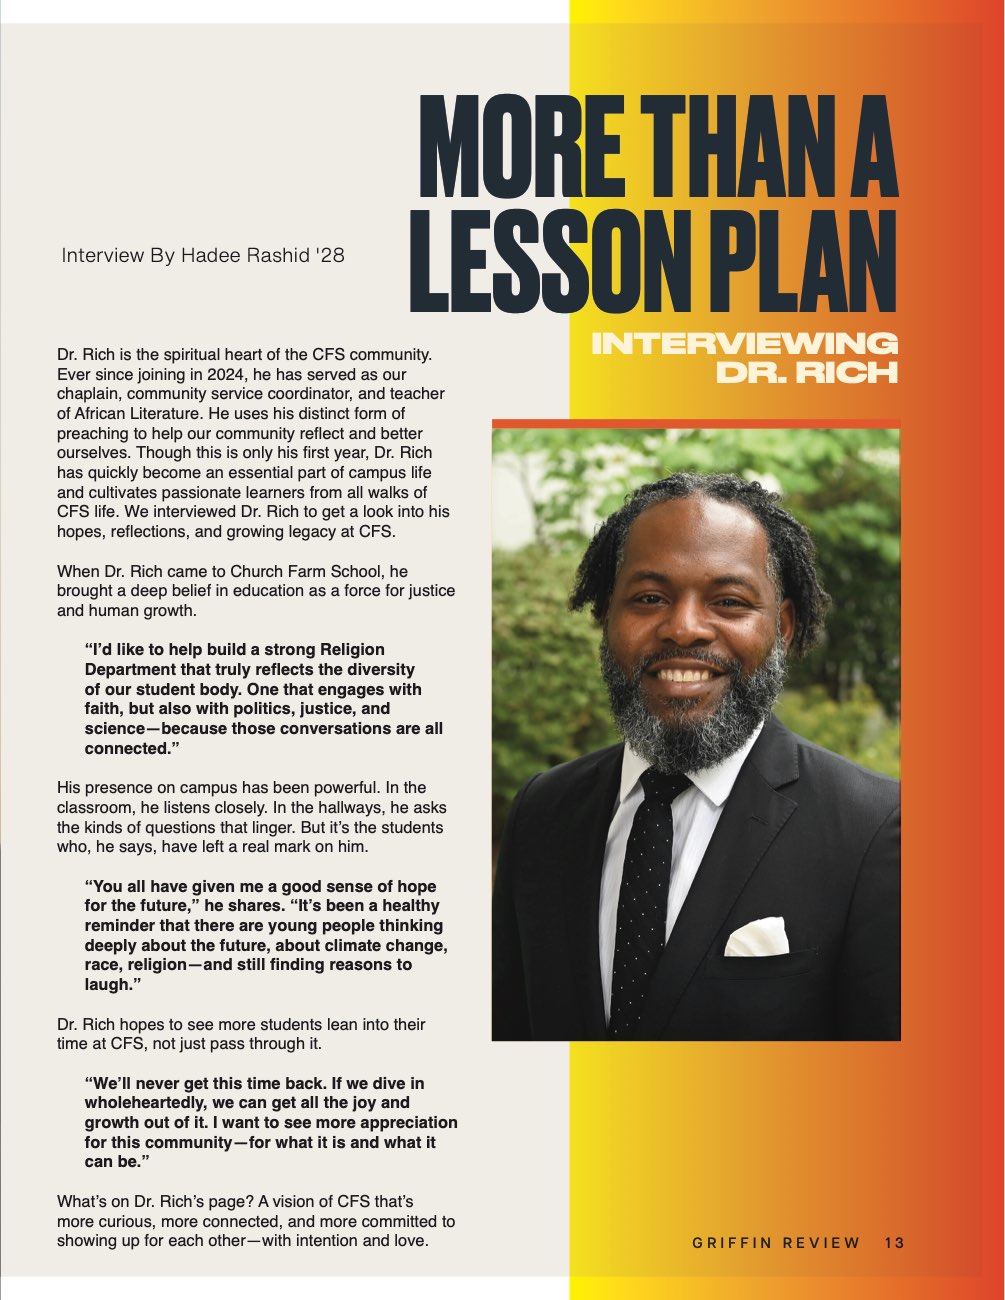 MORE THAN A
LESSON PLAN
Interview By Hadee Rashid '28
INTERVIEWING
DR. RICH
Dr. Rich is the spiritual heart of the CFS community.
Ever since joining in 2024, he has served as our
chaplain, community service coordinator, and teacher
of African Literature. He uses his distinct form of
preaching to help our community reflect and better
ourselves. Though this is only his first year, Dr. Rich
has quickly become an essential part of campus life
and cultivates passionate learners from all walks of
CFS life. We interviewed Dr. Rich to get a look into his
hopes, reflections, and growing legacy at CFS.
When Dr. Rich came to Church Farm School, he
brought a deep belief in education as a force for justice
and human growth.
“I’d like to help build a strong Religion
Department that truly reflects the diversity
of our student body. One that engages with
faith, but also with politics, justice, and
science—because those conversations are all
connected.”
His presence on campus has been powerful. In the
classroom, he listens closely. In the hallways, he asks
the kinds of questions that linger. But it’s the students
who, he says, have left a real mark on him.
“You all have given me a good sense of hope
for the future,” he shares. “It’s been a healthy
reminder that there are young people thinking
deeply about the future, about climate change,
race, religion—and still finding reasons to
laugh.”
Dr. Rich hopes to see more students lean into their
time at CFS, not just pass through it.
“We’ll never get this time back. If we dive in
wholeheartedly, we can get all the joy and
growth out of it. I want to see more appreciation
for this community—for what it is and what it
can be.”
What’s on Dr. Rich’s page? A vision of CFS that’s
more curious, more connected, and more committed to
showing up for each other—with intention and love.
GRIFFIN REVIEW 13